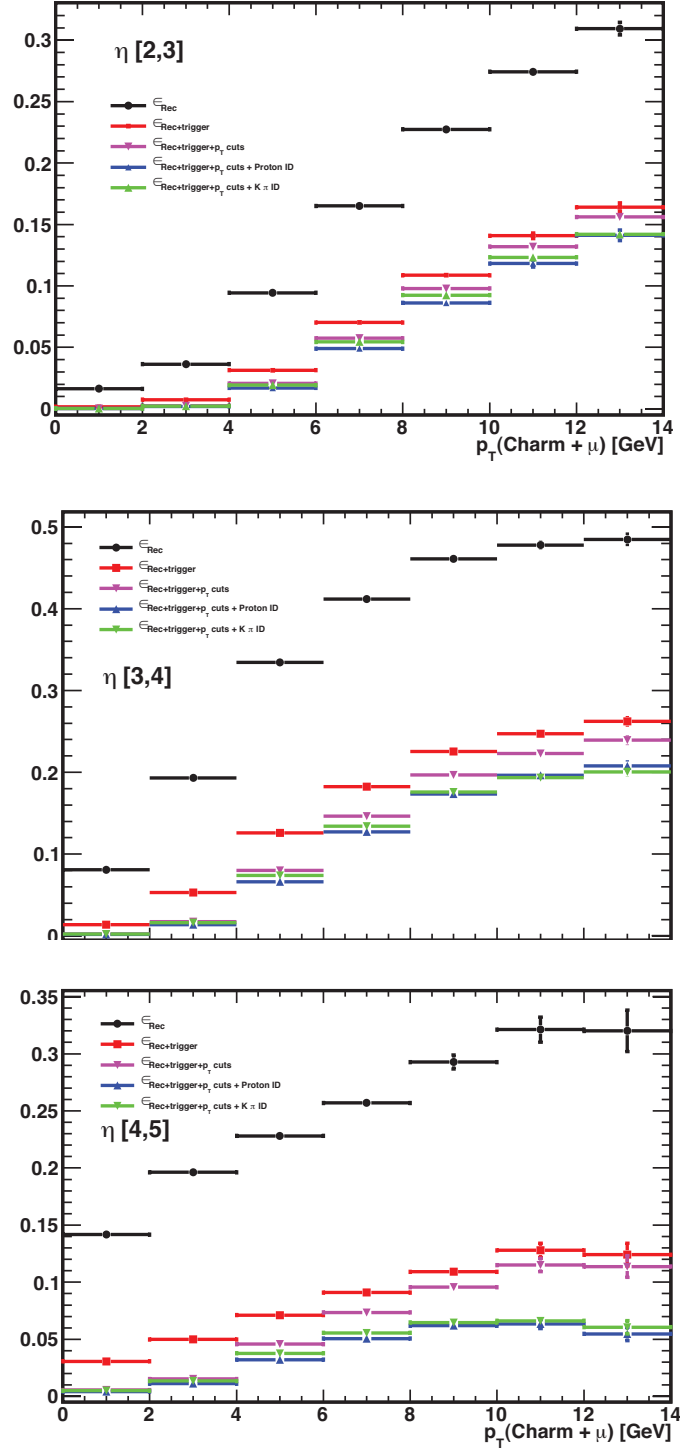 0.3
0.25
0.2
0.15
0.1
0.05
0
η [2,3]
∈Rec
∈Rec+trigger
∈Rec+trigger+pT cuts
∈Rec+trigger+pT cuts + Proton ID
∈Rec+trigger+pT cuts + K π ID
0 2 4 6 8 10 12 14
pT(Charm + μ) [GeV]
0.5
0.4
0.3
0.2
0.1
0
∈Rec
∈Rec+trigger
∈Rec+trigger+pT cuts
∈Rec+trigger+pT cuts + Proton ID
∈Rec+trigger+pT cuts + K π ID
η [3,4]
0.35
0.3
0.25
0.2
0.15
0.1
0.05
0
∈Rec
∈Rec+trigger
∈Rec+trigger+pT cuts
∈Rec+trigger+pT cuts + Proton ID
∈Rec+trigger+pT cuts + K π ID
η [4,5]
0 2 4 6 8 10 12 14
pT(Charm + μ) [GeV]